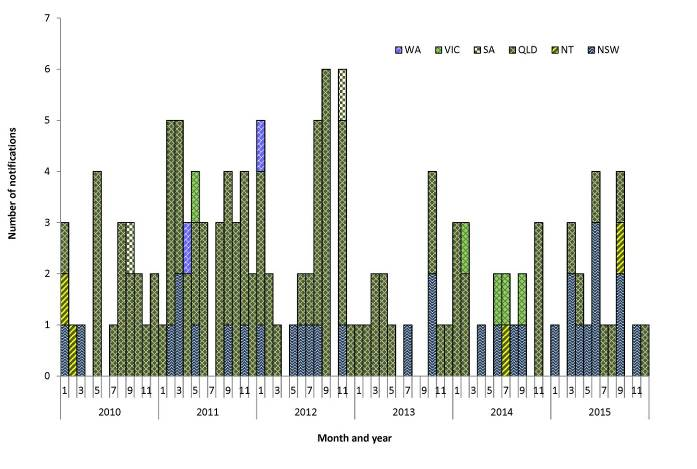 7
WA VIC SA QLD NT NSW
6
5
4
3
2
1
0
Number of notifications
1 3 5 7 9 11 1 3 5 7 9 11 1 3 5 7 9 11 1 3 5 7 9 11 1 3 5 7 9 11 1 3 5 7 9 11
2010 2011 2012 2013 2014 2015
Month and year